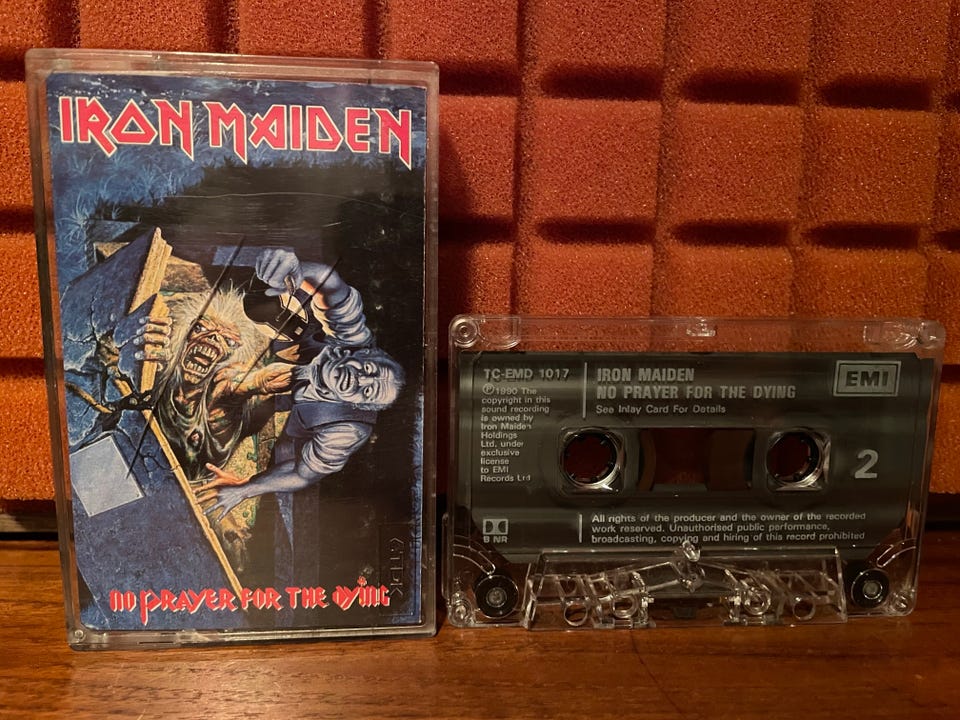 IRON MAIDEN
NO PRAYER FOR THE DYING
TC-EMD 1017
℗ 1990 The
copyright in this
sound recording
is owned by
Iron Maiden
Holdings
Ltd, under
exclusive
license
to EMI
Records Ltd
IRON MAIDEN
NO PRAYER FOR THE DYING
See Inlay Card For Details
EMI
2
B NR
All rights of the producer and the owner of the recorded
work reserved. Unauthorised public performance,
broadcasting, copying and hiring of this record prohibited